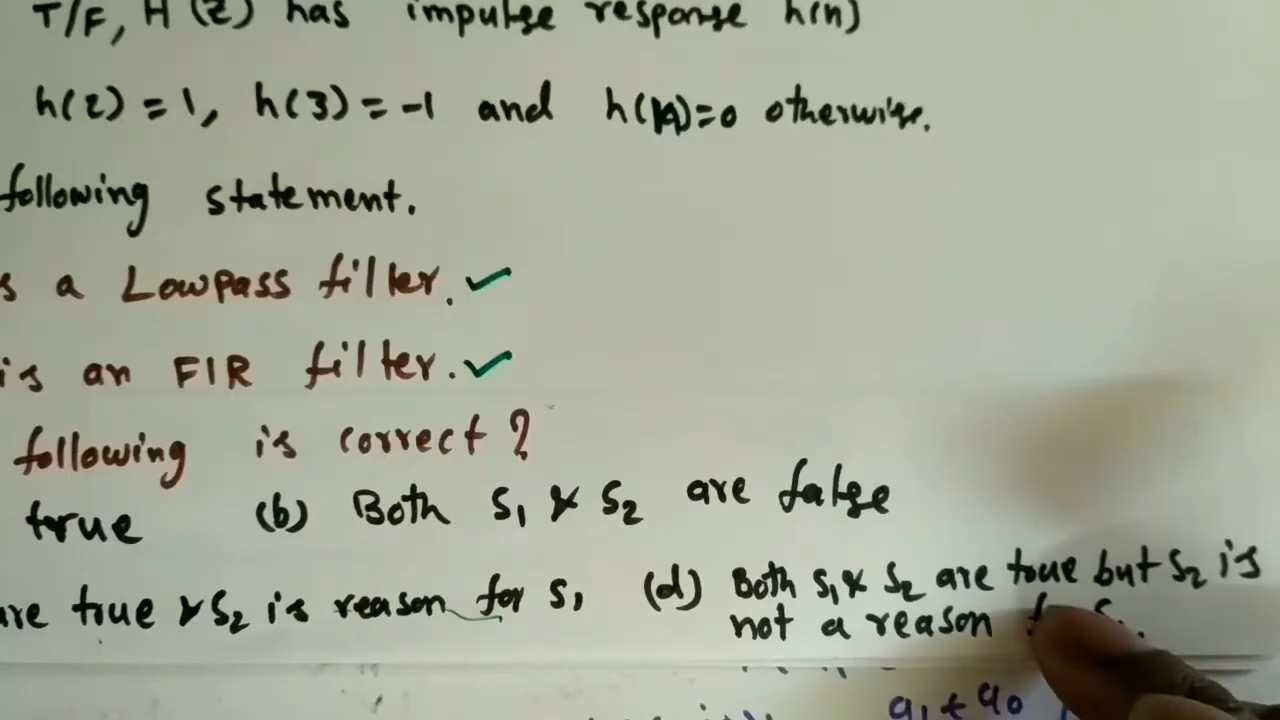 T/F, H(z) has impulse response h(n)
h(2) = 1, h(3) = -1 and h(k)=0 otherwise.
following statement.
s a Lowpass filter. ✓
is an FIR filter. ✓
following is correct ?
true (b) Both S₁ & S₂ are false
are true & S₂ is reason for S₁ (d) Both S₁ & S₂ are true but S₂ is
not a reason
a₁ + a₀